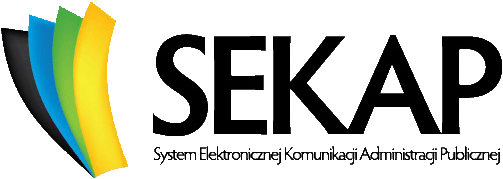 SEKAP
System Elektronicznej Komunikacji Administracji Publicznej